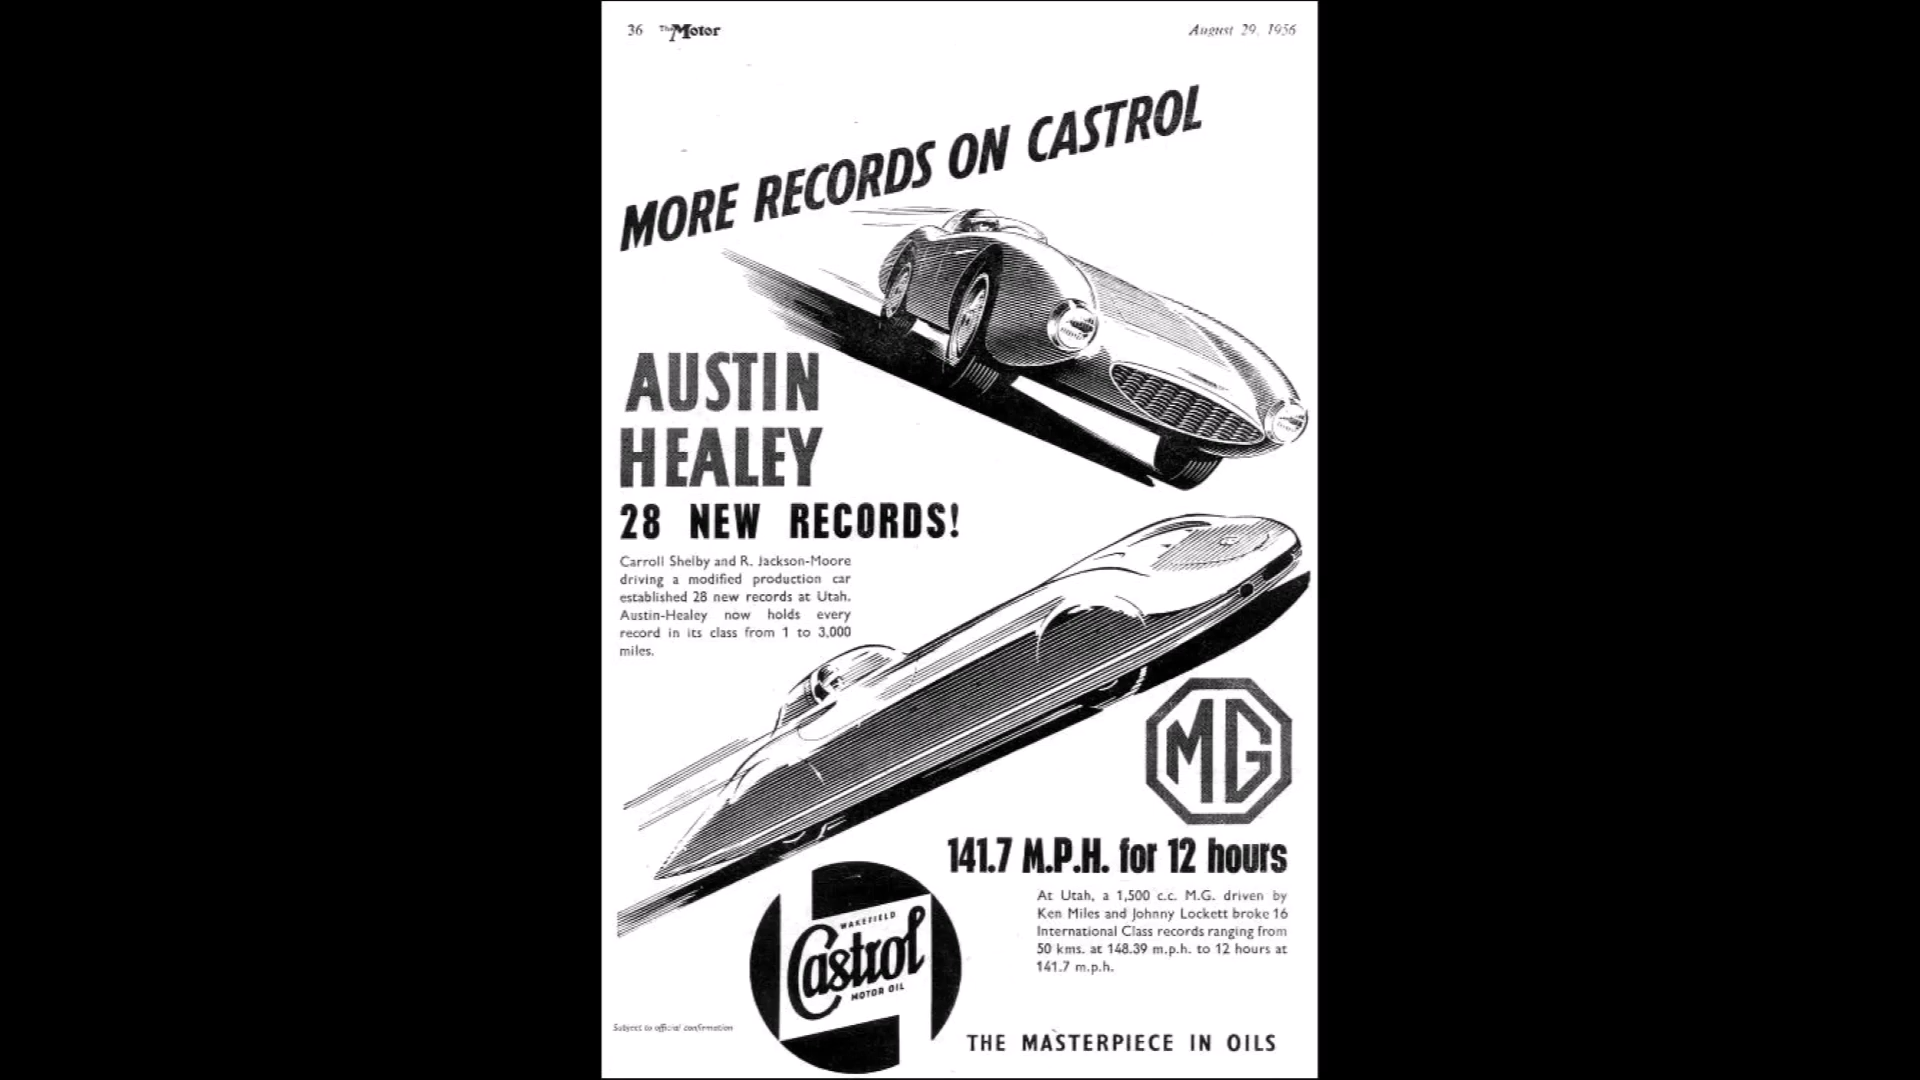 36 The Motor
August 29, 1956
MORE RECORDS ON CASTROL
AUSTIN
HEALEY
28 NEW RECORDS!
Carroll Shelby and R. Jackson-Moore
driving a modified production car
established 28 new records at Utah.
Austin-Healey now holds every
record in its class from 1 to 3,000
miles.
MG
141.7 M.P.H. for 12 hours
At Utah, a 1,500 c.c. M.G. driven by
Ken Miles and Johnny Lockett broke 16
International Class records ranging from
50 kms. at 148.39 m.p.h. to 12 hours at
141.7 m.p.h.
WAKEFIELD
Castrol
MOTOR OIL
Subject to official confirmation
THE MASTERPIECE IN OILS